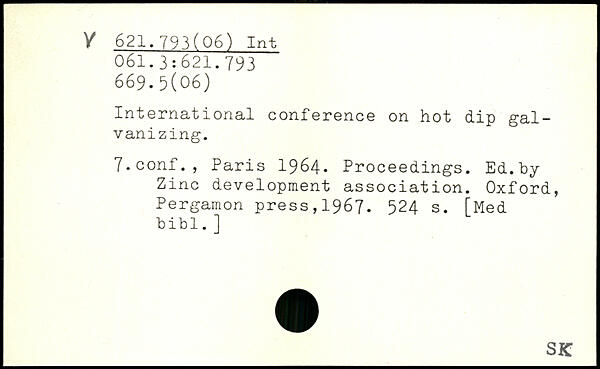 V 621.793(06) Int
061.3:621.793
669.5(06)
International conference on hot dip gal-
vanizing.
7.conf., Paris 1964. Proceedings. Ed.by
Zinc development association. Oxford,
Pergamon press,1967. 524 s. [Med
bibl.]
SK